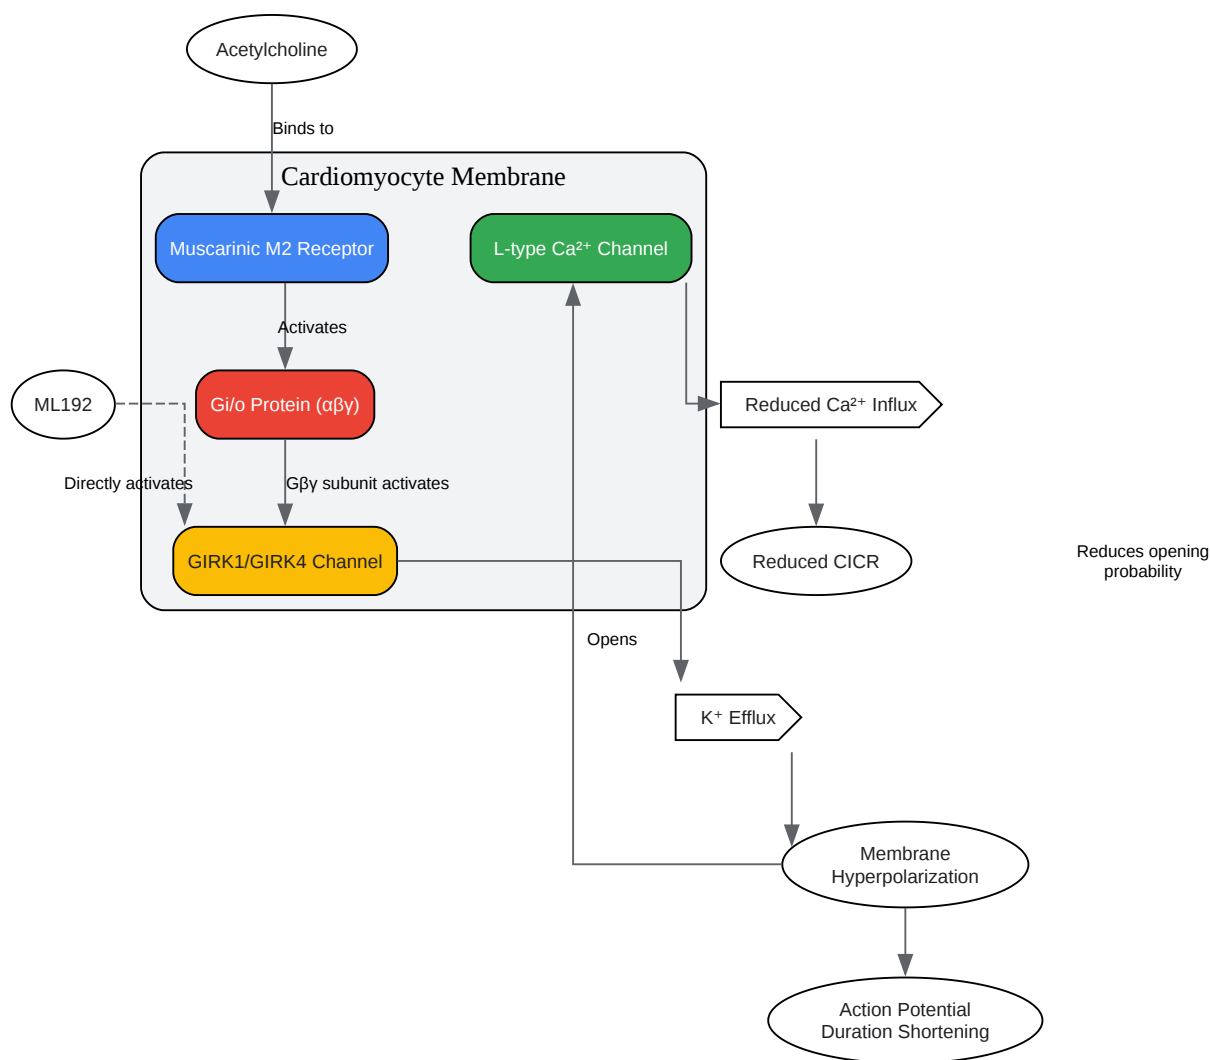 Acetylcholine
Binds to
Cardiomyocyte Membrane
Muscarinic M2 Receptor
L-type Ca²⁺ Channel
Activates
ML192
Gi/o Protein (αβγ)
Reduced Ca²⁺ Influx
Directly activates
Gβγ subunit activates
GIRK1/GIRK4 Channel
Reduced CICR
Reduces opening
probability
Opens
K⁺ Efflux
Membrane
Hyperpolarization
Action Potential
Duration Shortening